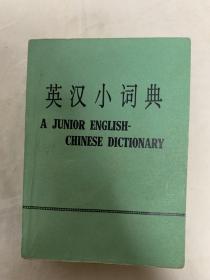 英汉小词典
A JUNIOR ENGLISH-
CHINESE DICTIONARY